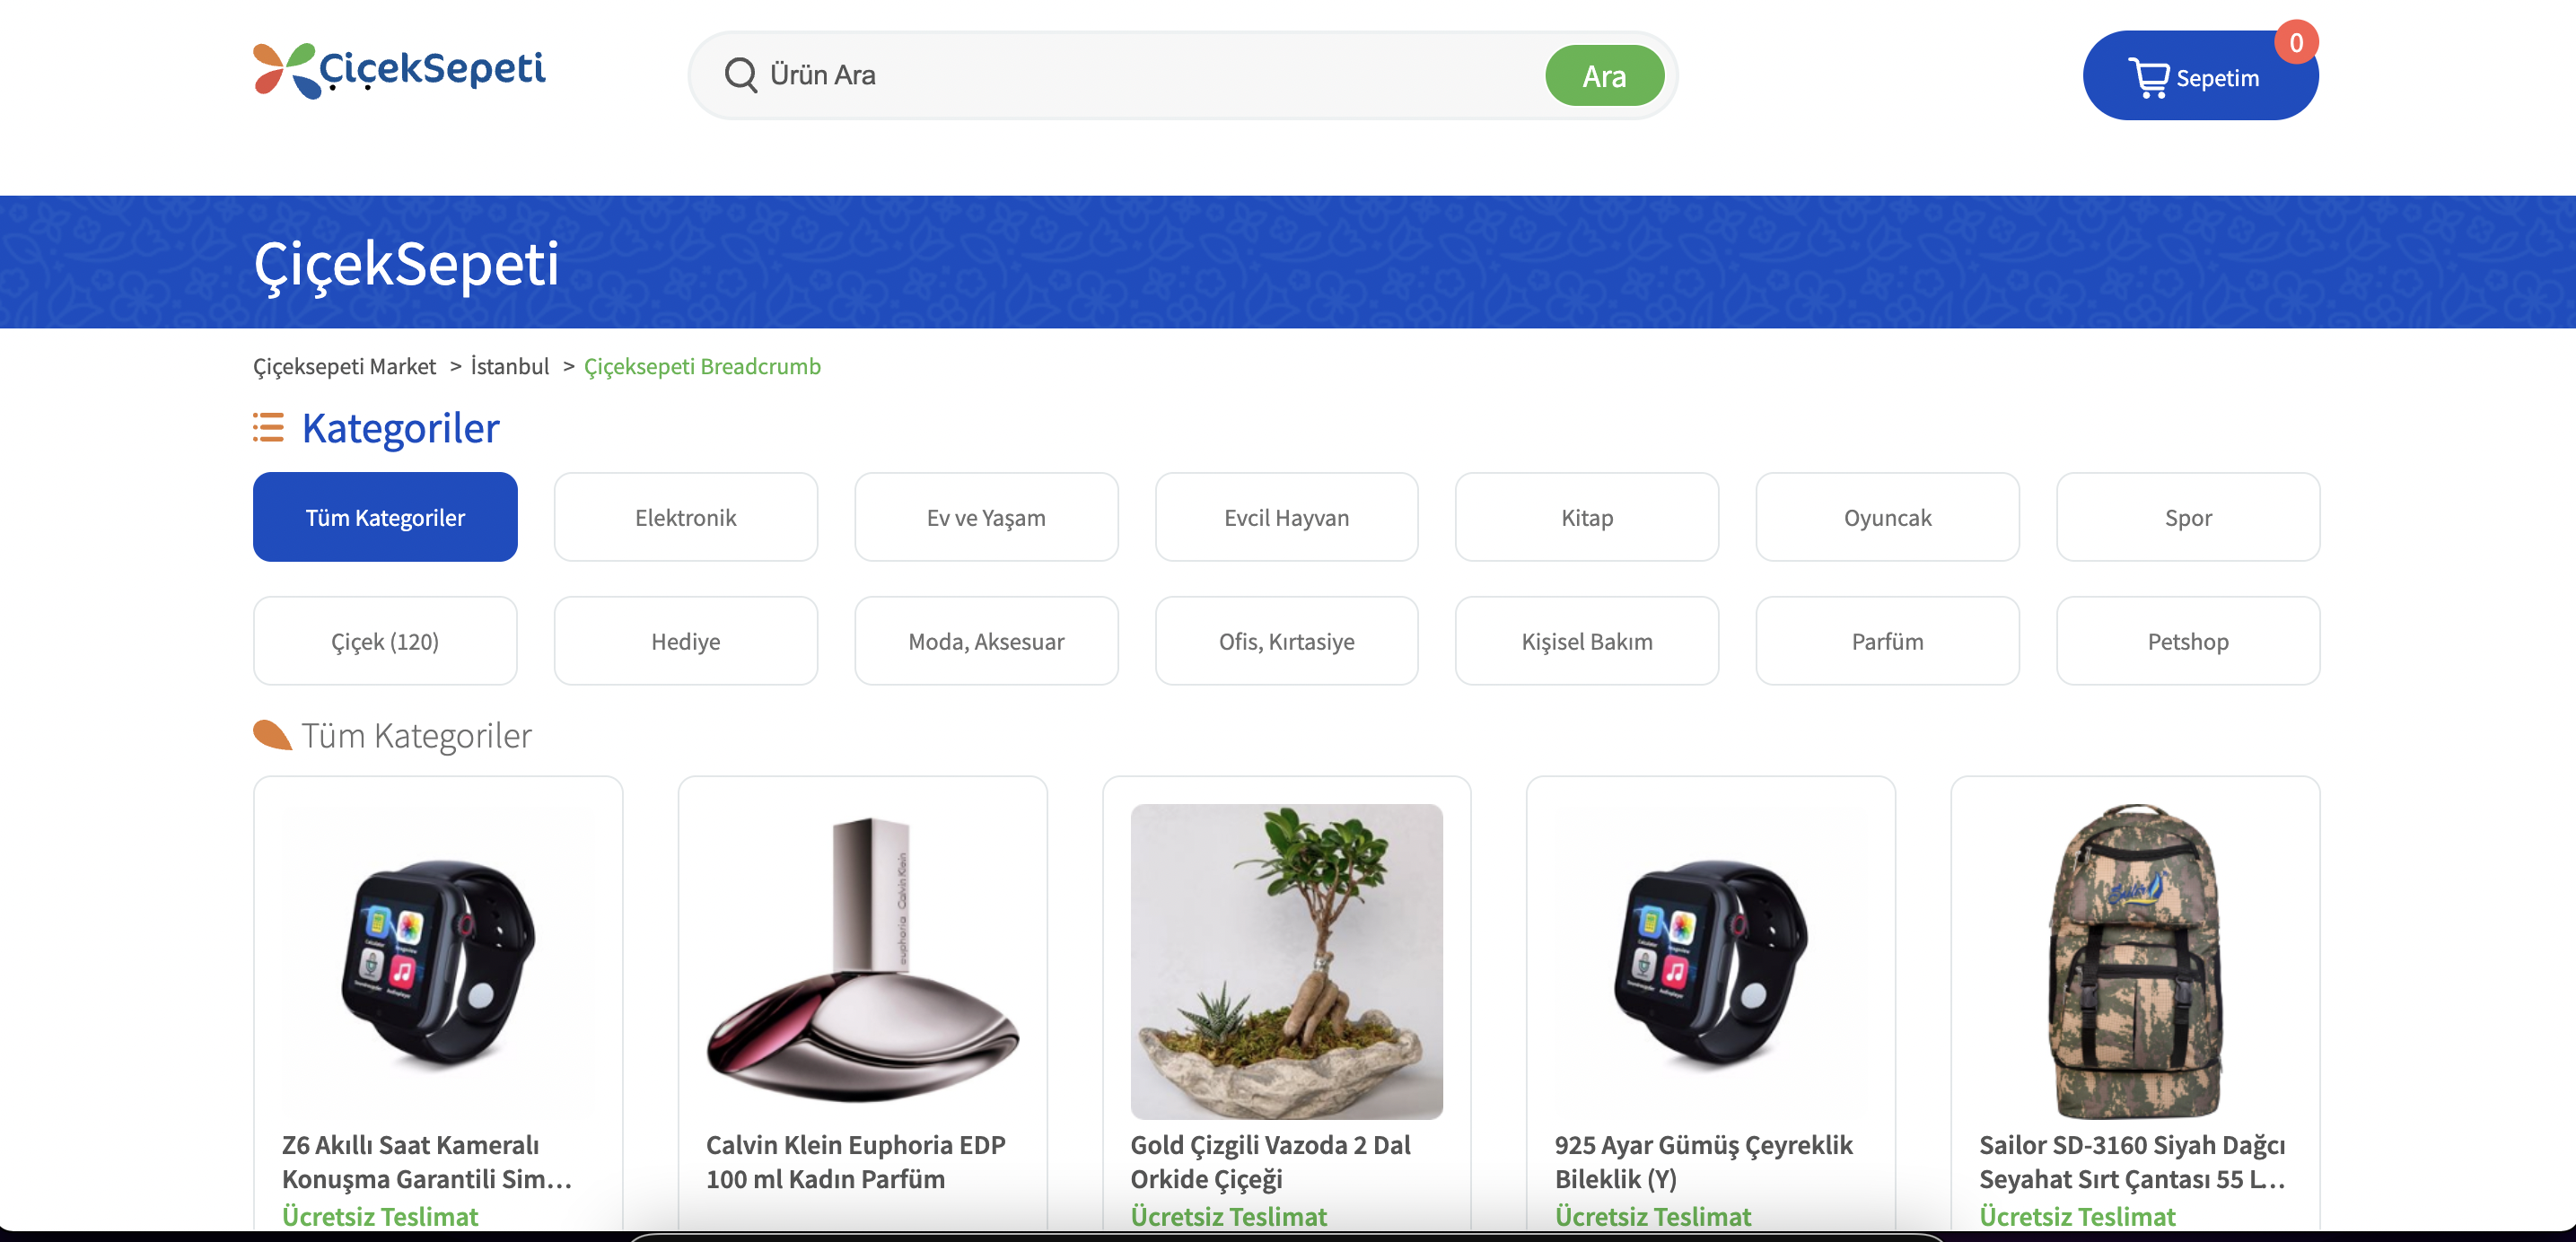 ÇiçekSepeti
Ürün Ara
Ara
0
Sepetim
ÇiçekSepeti
Çiçeksepeti Market > İstanbul > Çiçeksepeti Breadcrumb
Kategoriler
Tüm Kategoriler
Elektronik
Ev ve Yaşam
Evcil Hayvan
Kitap
Oyuncak
Spor
Çiçek (120)
Hediye
Moda, Aksesuar
Ofis, Kırtasiye
Kişisel Bakım
Parfüm
Petshop
Tüm Kategoriler
euphoria Calvin Klein
Z6 Akıllı Saat Kameralı
Konuşma Garantili Sim...
Ücretsiz Teslimat
Calvin Klein Euphoria EDP
100 ml Kadın Parfüm
Gold Çizgili Vazoda 2 Dal
Orkide Çiçeği
Ücretsiz Teslimat
925 Ayar Gümüş Çeyreklik
Bileklik (Y)
Ücretsiz Teslimat
Sailor SD-3160 Siyah Dağcı
Seyahat Sırt Çantası 55 L...
Ücretsiz Teslimat